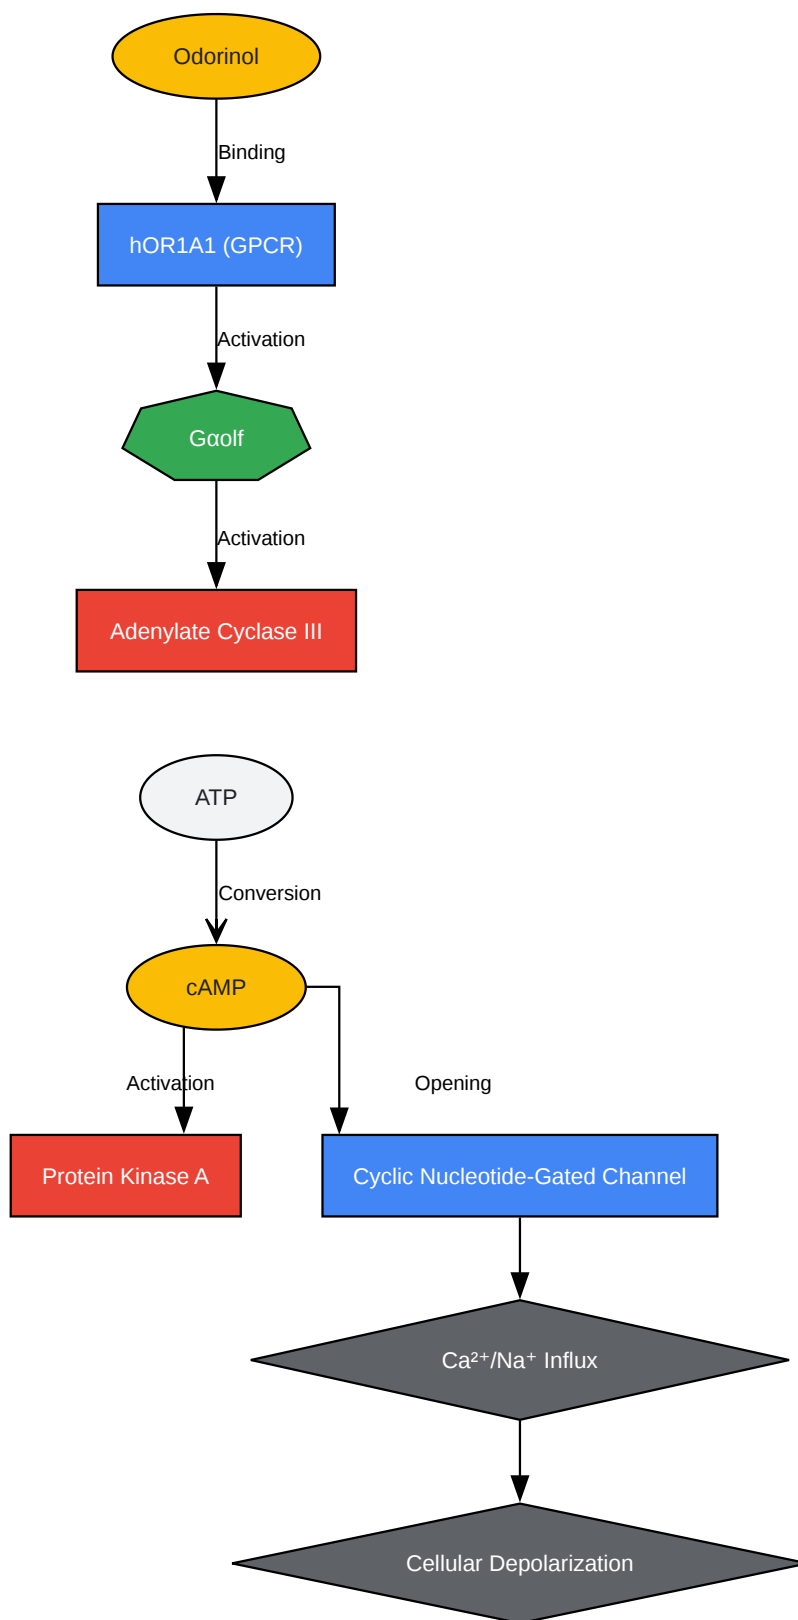 Odorinol
Binding
hOR1A1 (GPCR)
Activation
Gαolf
Activation
Adenylate Cyclase III
ATP
Conversion
cAMP
Activation
Opening
Protein Kinase A
Cyclic Nucleotide-Gated Channel
Ca²⁺/Na⁺ Influx
Cellular Depolarization